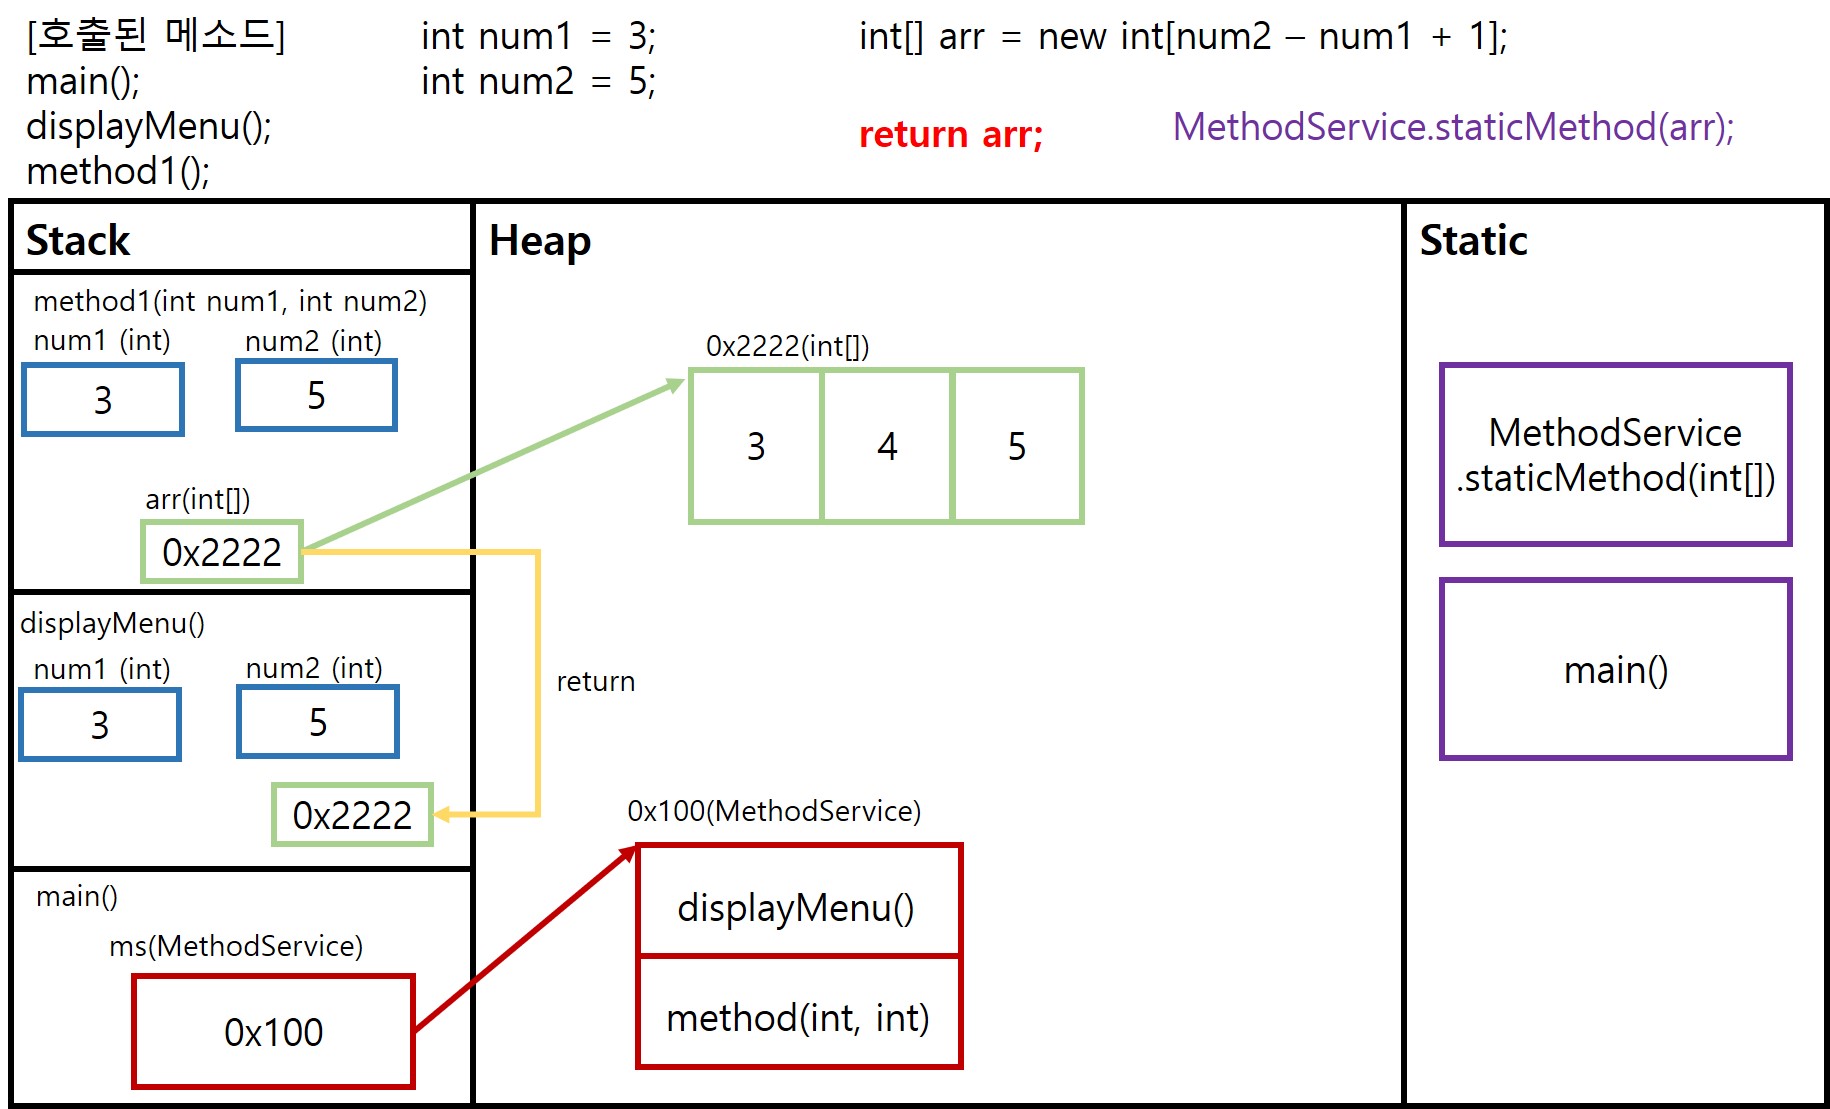 [호출된 메소드]
main();
displayMenu();
method1();
int num1 = 3;
int num2 = 5;
int[] arr = new int[num2 – num1 + 1];
return arr;
MethodService.staticMethod(arr);
Stack
method1(int num1, int num2)
num1 (int)
num2 (int)
3
5
arr(int[])
0x2222
displayMenu()
num1 (int)
num2 (int)
3
5
0x2222
return
main()
ms(MethodService)
0x100
Heap
0x2222(int[])
3
4
5
0x100(MethodService)
displayMenu()
method(int, int)
Static
MethodService
.staticMethod(int[])
main()